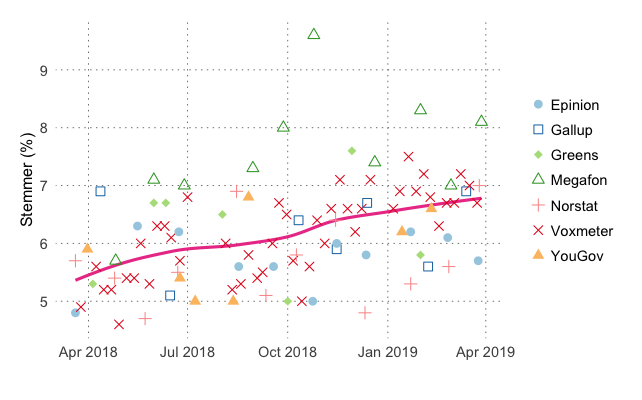 Stemmer (%)
9
8
7
6
5
Apr 2018
Jul 2018
Oct 2018
Jan 2019
Apr 2019
Epinion
Gallup
Greens
Megafon
Norstat
Voxmeter
YouGov